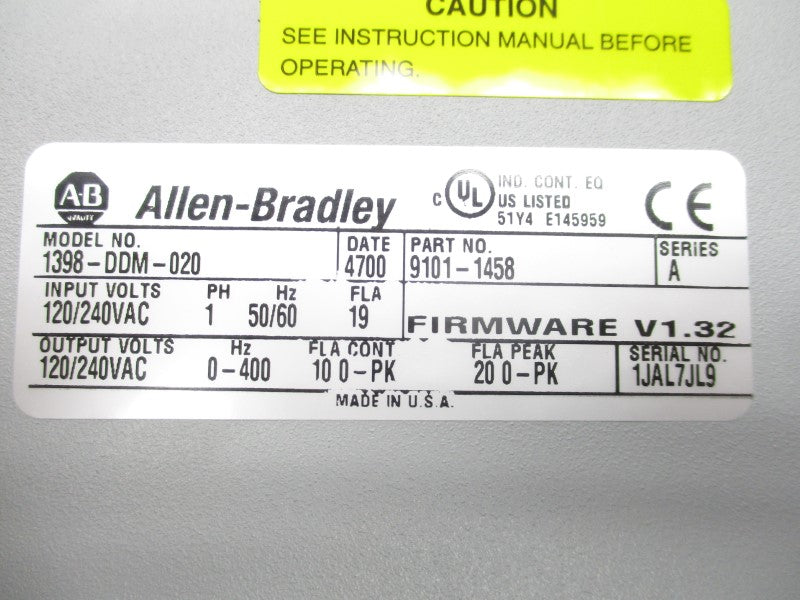 CAUTION
SEE INSTRUCTION MANUAL BEFORE
OPERATING.
A-B
QUALITY
Allen-Bradley
c UL IND. CONT. EQ
US LISTED
51Y4 E145959
CE
MODEL NO. DATE PART NO. SERIES
1398-DDM-020 4700 9101-1458 A
INPUT VOLTS PH Hz FLA
120/240VAC 1 50/60 19
FIRMWARE V1.32
OUTPUT VOLTS Hz FLA CONT FLA PEAK SERIAL NO.
120/240VAC 0-400 10 0-PK 20 0-PK 1JAL7JL9
MADE IN U.S.A.